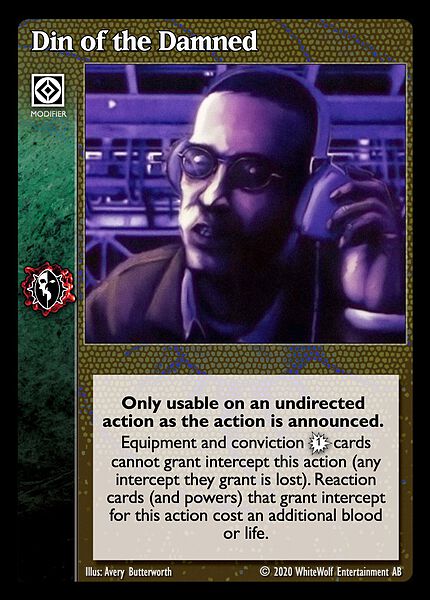 Din of the Damned
MODIFIER
Only usable on an undirected
action as the action is announced.
Equipment and conviction 1 cards
cannot grant intercept this action (any
intercept they grant is lost). Reaction
cards (and powers) that grant intercept
for this action cost an additional blood
or life.
Illus: Avery Butterworth © 2020 WhiteWolf Entertainment AB